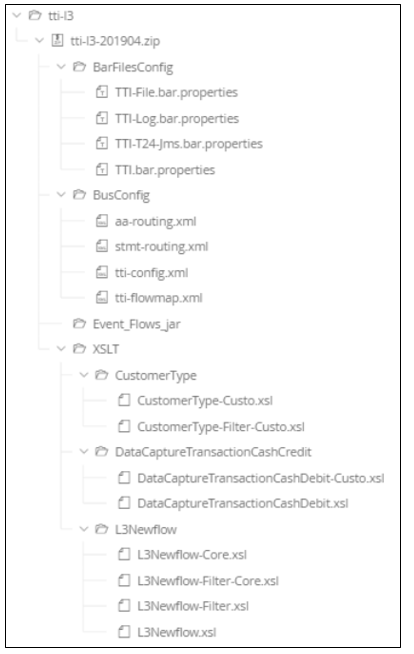 tti-l3
tti-l3-201904.zip
BarFilesConfig
TTI-File.bar.properties
TTI-Log.bar.properties
TTI-T24-Jms.bar.properties
TTI.bar.properties
BusConfig
aa-routing.xml
stmt-routing.xml
tti-config.xml
tti-flowmap.xml
Event_Flows_jar
XSLT
CustomerType
CustomerType-Custo.xsl
CustomerType-Filter-Custo.xsl
DataCaptureTransactionCashCredit
DataCaptureTransactionCashDebit-Custo.xsl
DataCaptureTransactionCashDebit.xsl
L3Newflow
L3Newflow-Core.xsl
L3Newflow-Filter-Core.xsl
L3Newflow-Filter.xsl
L3Newflow.xsl